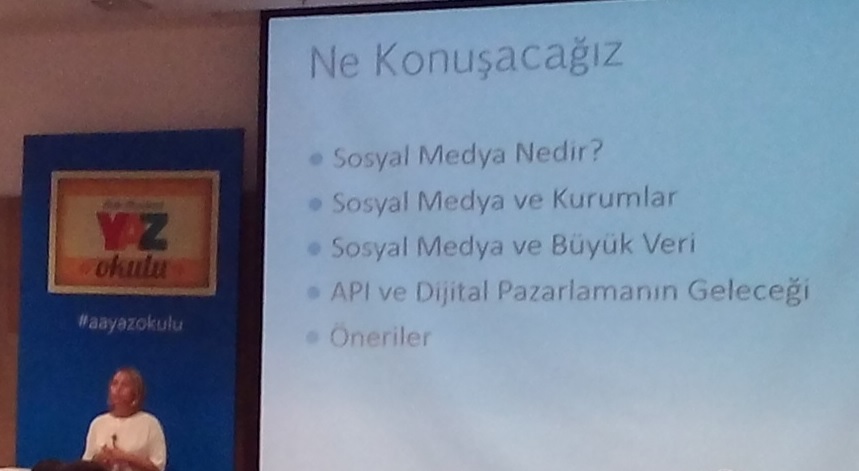 Ne Konuşacağız
Sosyal Medya Nedir?
Sosyal Medya ve Kurumlar
Sosyal Medya ve Büyük Veri
API ve Dijital Pazarlamanın Geleceği
Öneriler
YAZ
okulu
#aayazokulu